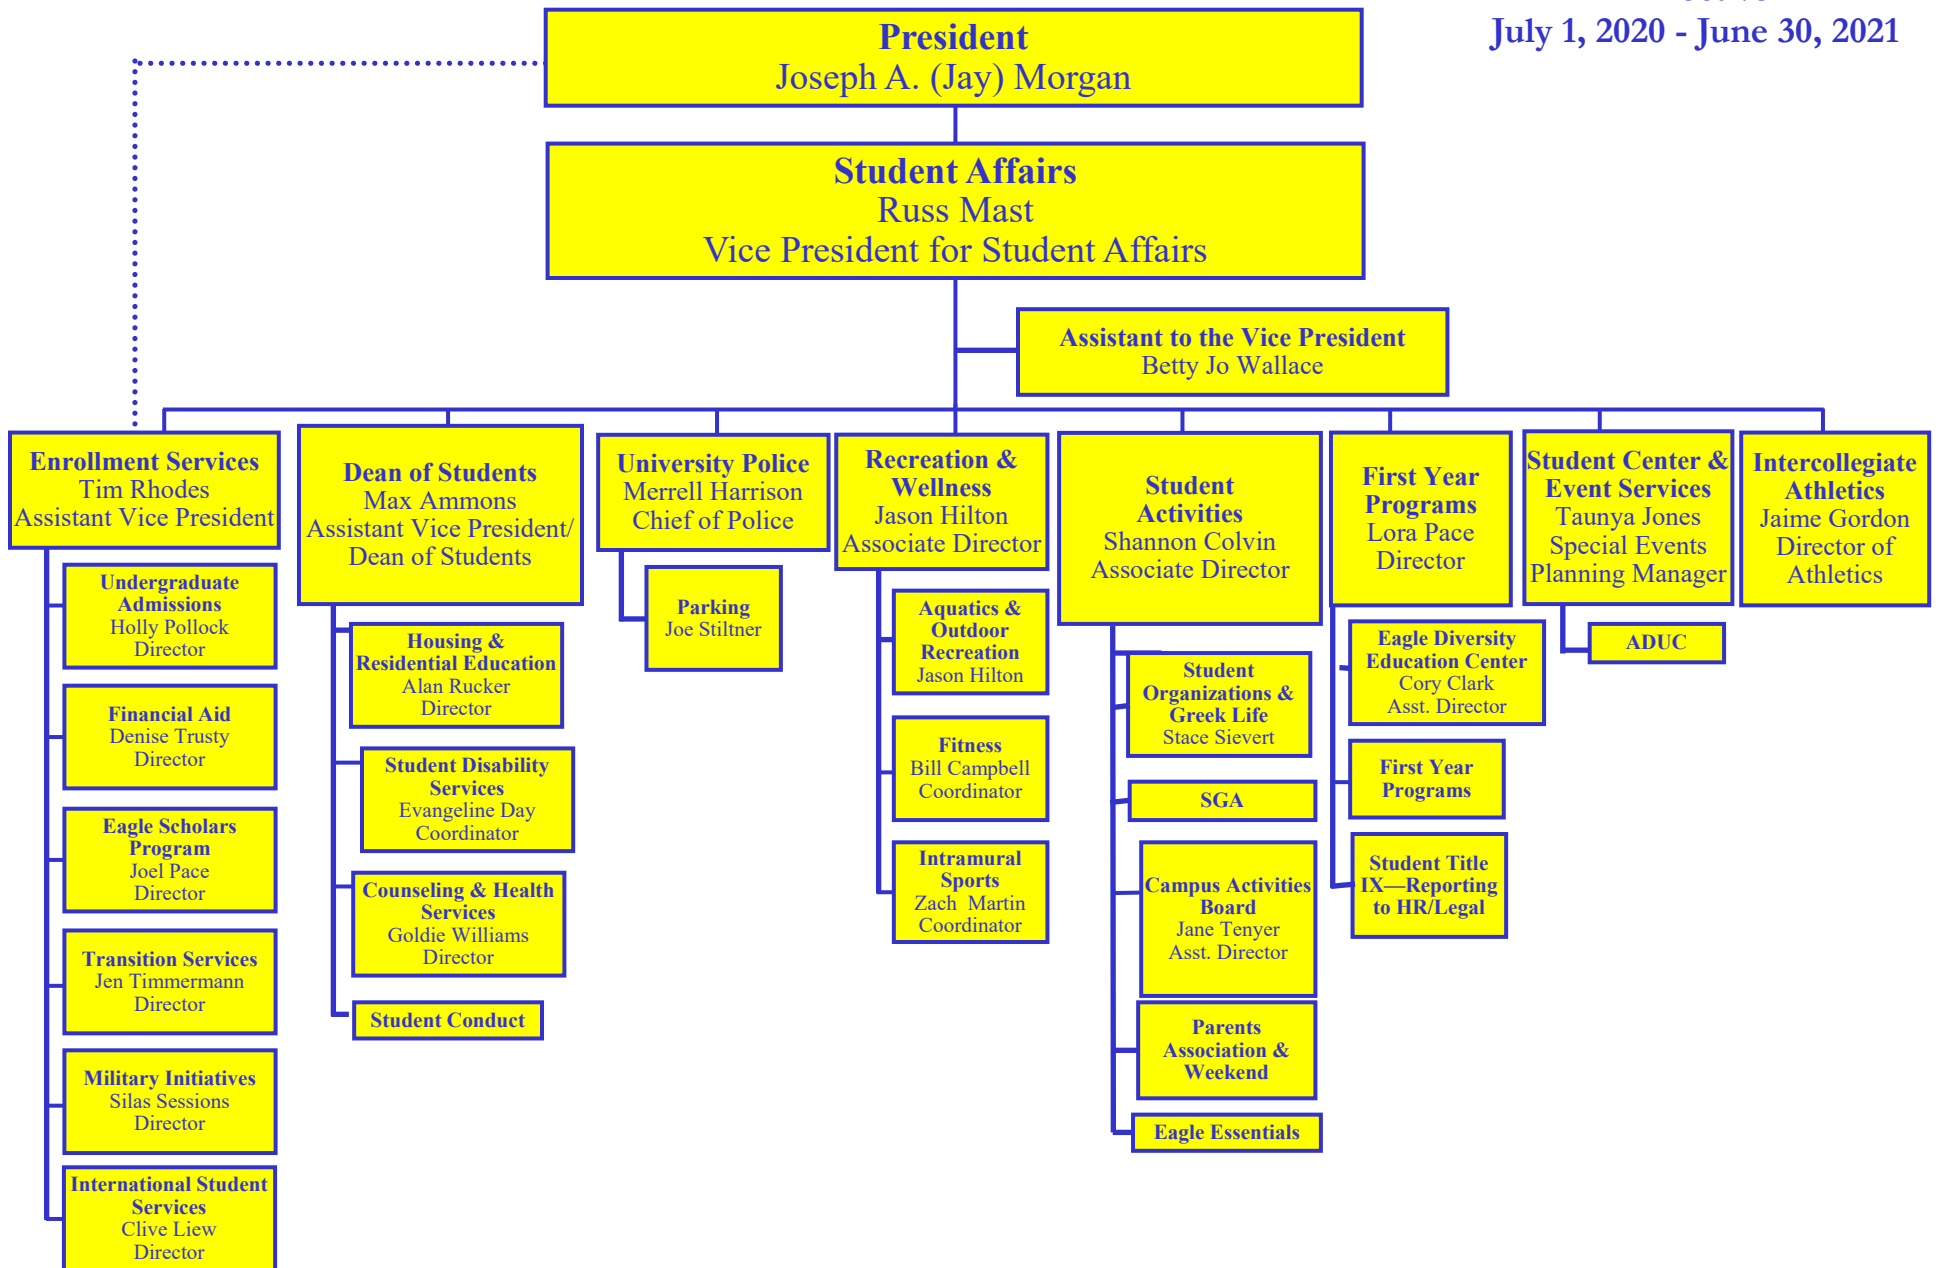 July 1, 2020 - June 30, 2021
President
Joseph A. (Jay) Morgan
Student Affairs
Russ Mast
Vice President for Student Affairs
Assistant to the Vice President
Betty Jo Wallace
Enrollment Services
Tim Rhodes
Assistant Vice President
Undergraduate
Admissions
Holly Pollock
Director
Financial Aid
Denise Trusty
Director
Eagle Scholars
Program
Joel Pace
Director
Transition Services
Jen Timmermann
Director
Military Initiatives
Silas Sessions
Director
International Student
Services
Clive Liew
Director
Dean of Students
Max Ammons
Assistant Vice President/
Dean of Students
Housing &
Residential Education
Alan Rucker
Director
Student Disability
Services
Evangeline Day
Coordinator
Counseling & Health
Services
Goldie Williams
Director
Student Conduct
University Police
Merrell Harrison
Chief of Police
Parking
Joe Stiltner
Recreation &
Wellness
Jason Hilton
Associate Director
Aquatics &
Outdoor
Recreation
Jason Hilton
Fitness
Bill Campbell
Coordinator
Intramural
Sports
Zach  Martin
Coordinator
Student
Activities
Shannon Colvin
Associate Director
Student
Organizations &
Greek Life
Stace Sievert
SGA
Campus Activities
Board
Jane Tenyer
Asst. Director
Parents
Association &
Weekend
Eagle Essentials
First Year
Programs
Lora Pace
Director
Eagle Diversity
Education Center
Cory Clark
Asst. Director
First Year
Programs
Student Title
IX—Reporting
to HR/Legal
Student Center &
Event Services
Taunya Jones
Special Events
Planning Manager
ADUC
Intercollegiate
Athletics
Jaime Gordon
Director of
Athletics